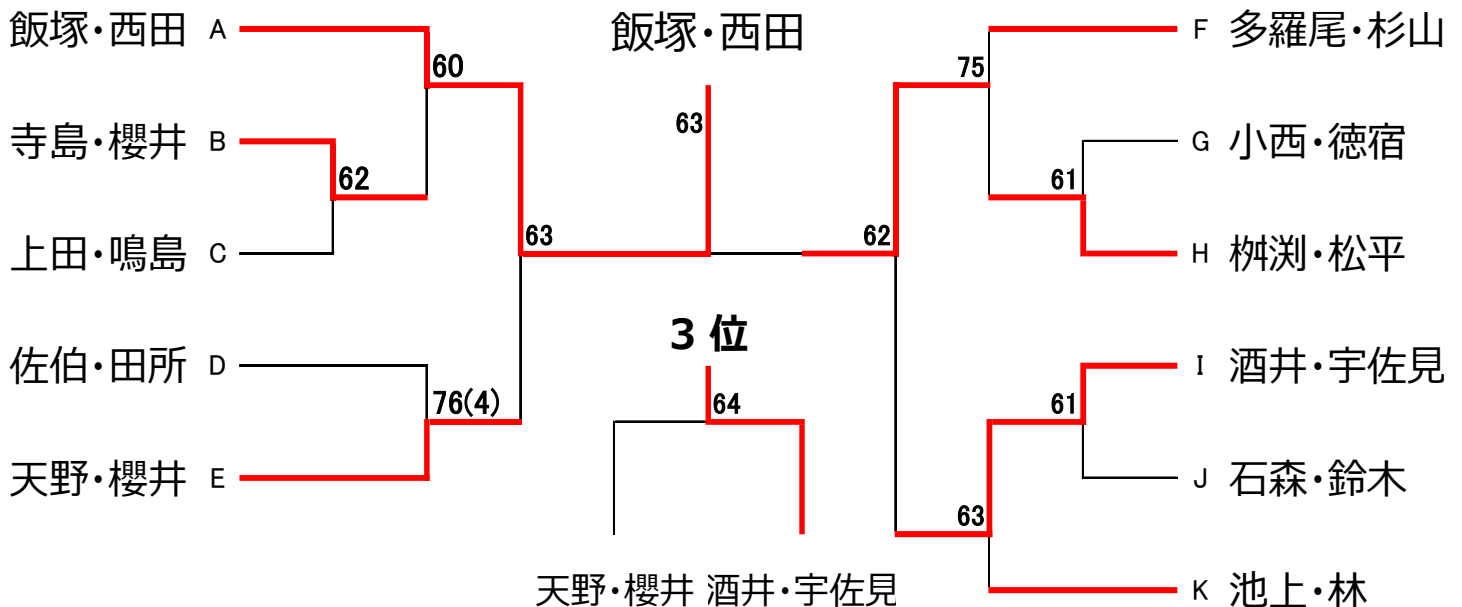 飯塚・西田 A
寺島・櫻井 B
上田・鳴島 C
佐伯・田所 D
天野・櫻井 E
60
62
63
76(4)
飯塚・西田
63
3 位
64
天野・櫻井 酒井・宇佐見
75
61
62
61
63
F 多羅尾・杉山
G 小西・徳宿
H 桝渕・松平
I 酒井・宇佐見
J 石森・鈴木
K 池上・林